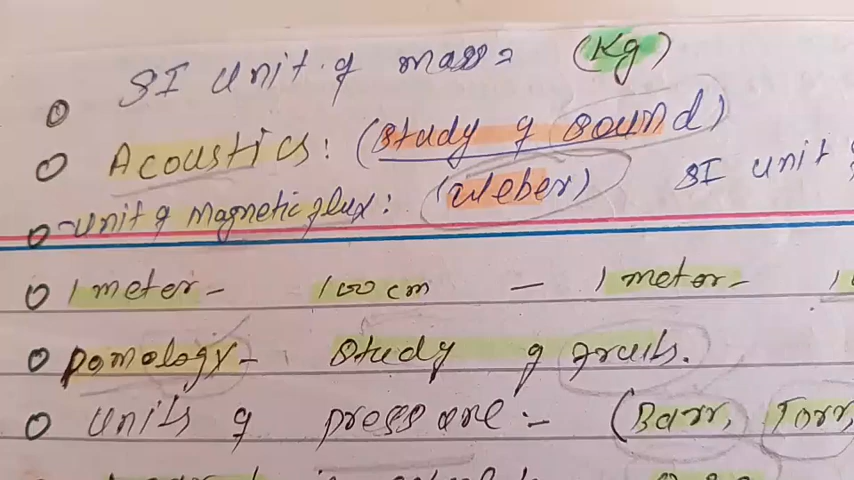 SI Unit of mass = (Kg)
Acoustics: (Study of Sound)
- Unit of Magnetic flux: (Weber) SI unit
1 meter - 100 cm - 1 meter -
Pomology - Study of fruits.
Units of pressure :- (Barr, Torr,